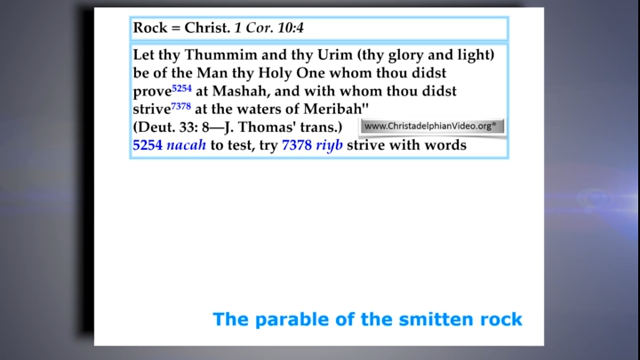 Rock = Christ. 1 Cor. 10:4
Let thy Thummim and thy Urim (thy glory and light)
be of the Man thy Holy One whom thou didst
prove5254 at Mashah, and with whom thou didst
strive7378 at the waters of Meribah"
(Deut. 33: 8—J. Thomas' trans.)
www.ChristadelphianVideo.org
5254 nacah to test, try 7378 riyb strive with words
The parable of the smitten rock